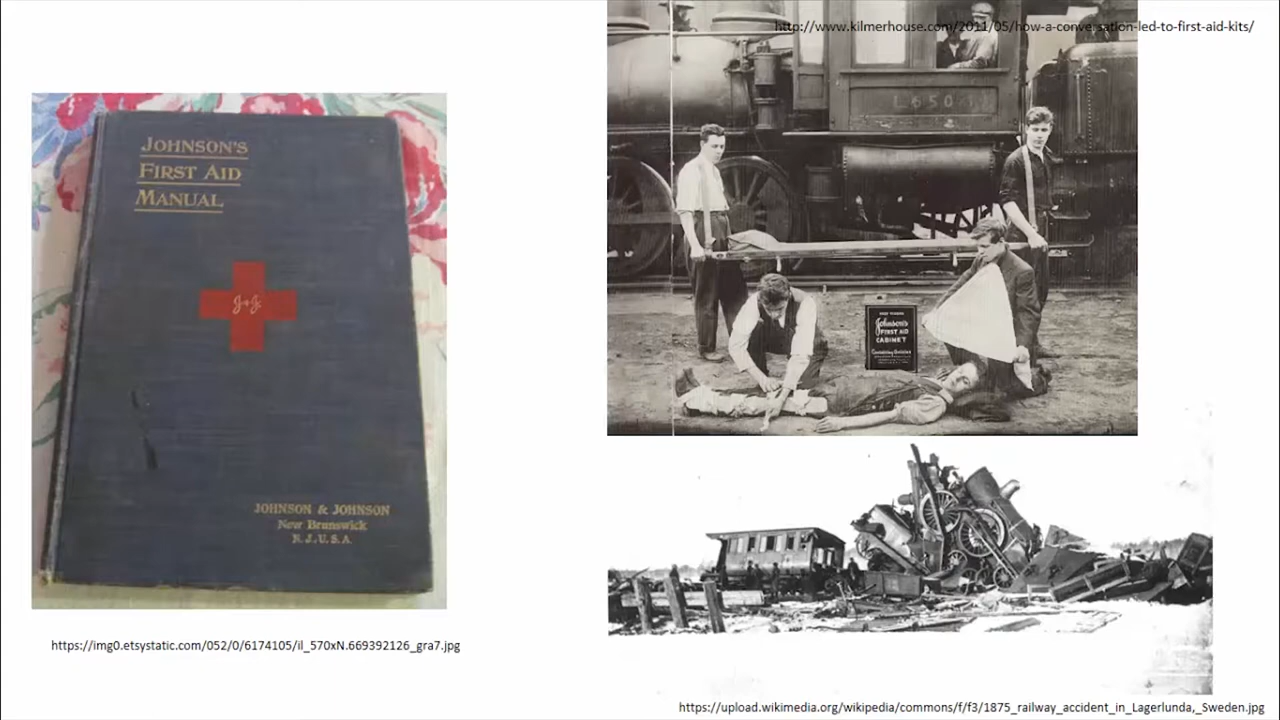 http://www.kilmerhouse.com/2011/05/how-a-conversation-led-to-first-aid-kits/
JOHNSON'S
FIRST AID
MANUAL
J+J
JOHNSON & JOHNSON
New Brunswick
N.J., U.S.A.
L650
Johnson's
FIRST AID
CABINET
https://img0.etsystatic.com/052/0/6174105/il_570xN.669392126_gra7.jpg
https://upload.wikimedia.org/wikipedia/commons/f/f3/1875_railway_accident_in_Lagerlunda,_Sweden.jpg